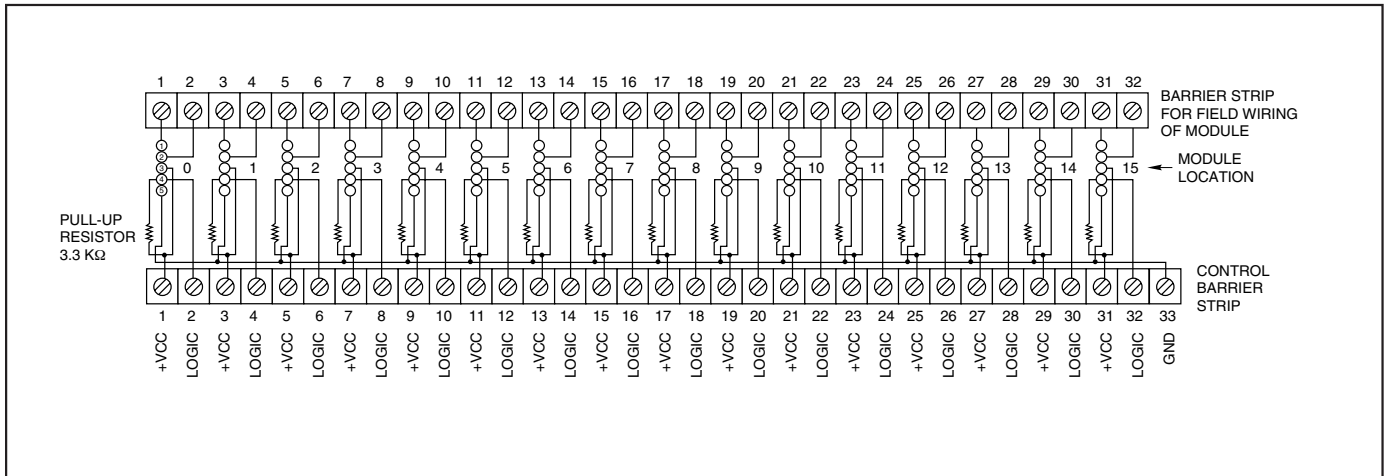 1 2 3 4 5 6 7 8 9 10 11 12 13 14 15 16 17 18 19 20 21 22 23 24 25 26 27 28 29 30 31 32
BARRIER STRIP
FOR FIELD WIRING
OF MODULE
1
2
3
4
5
0 1 2 3 4 5 6 7 8 9 10 11 12 13 14 15
MODULE
LOCATION
PULL-UP
RESISTOR
3.3 KΩ
CONTROL
BARRIER
STRIP
1 2 3 4 5 6 7 8 9 10 11 12 13 14 15 16 17 18 19 20 21 22 23 24 25 26 27 28 29 30 31 32 33
+VCC LOGIC +VCC LOGIC +VCC LOGIC +VCC LOGIC +VCC LOGIC +VCC LOGIC +VCC LOGIC +VCC LOGIC +VCC LOGIC +VCC LOGIC +VCC LOGIC +VCC LOGIC +VCC LOGIC +VCC LOGIC +VCC LOGIC +VCC LOGIC GND